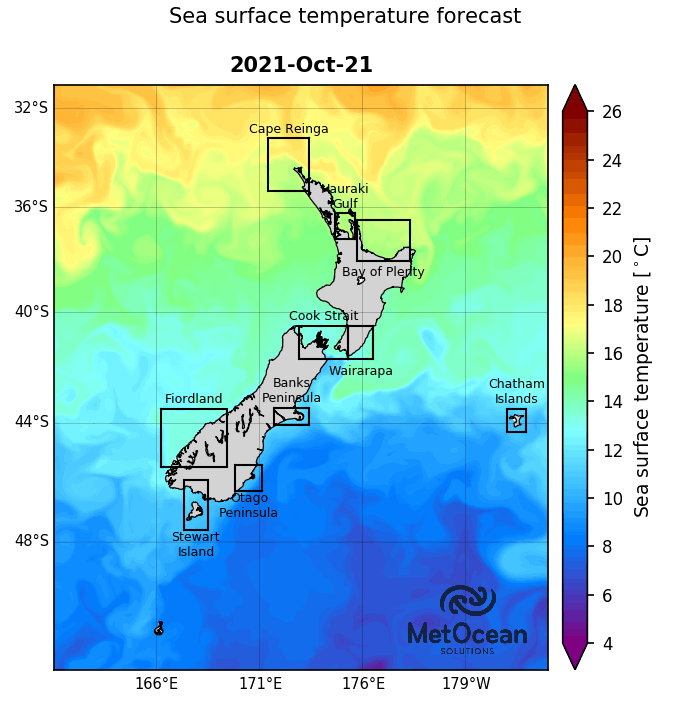 Sea surface temperature forecast
2021-Oct-21
32°S
36°S
40°S
44°S
48°S
166°E
171°E
176°E
179°W
Cape Reinga
Hauraki
Gulf
Bay of Plenty
Cook Strait
Wairarapa
Banks
Peninsula
Fiordland
Chatham
Islands
Otago
Peninsula
Stewart
Island
MetOcean
SOLUTIONS
26
24
22
20
18
16
14
12
10
8
6
4
Sea surface temperature [°C]